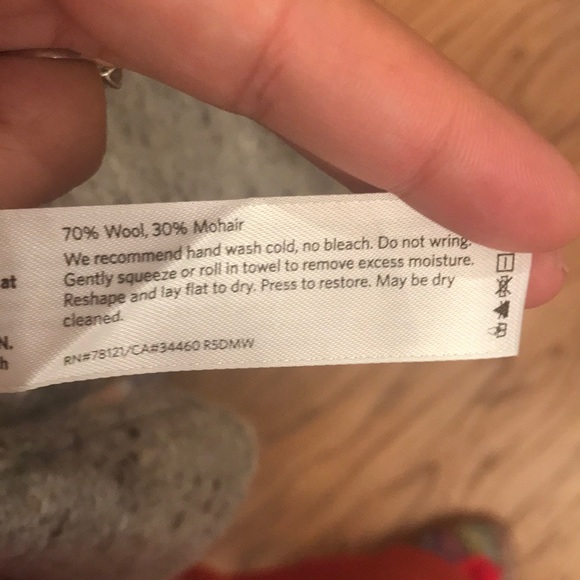 70% Wool, 30% Mohair
We recommend hand wash cold, no bleach. Do not wring.
at Gently squeeze or roll in towel to remove excess moisture.
Reshape and lay flat to dry. Press to restore. May be dry
N. cleaned.
h RN#78121/CA#34460 R5DMW